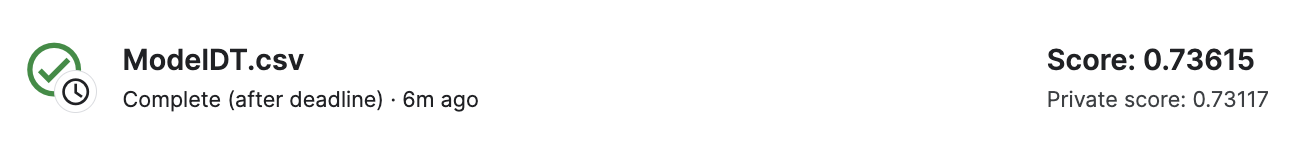 ModelDT.csv
Score: 0.73615
Complete (after deadline) · 6m ago
Private score: 0.73117